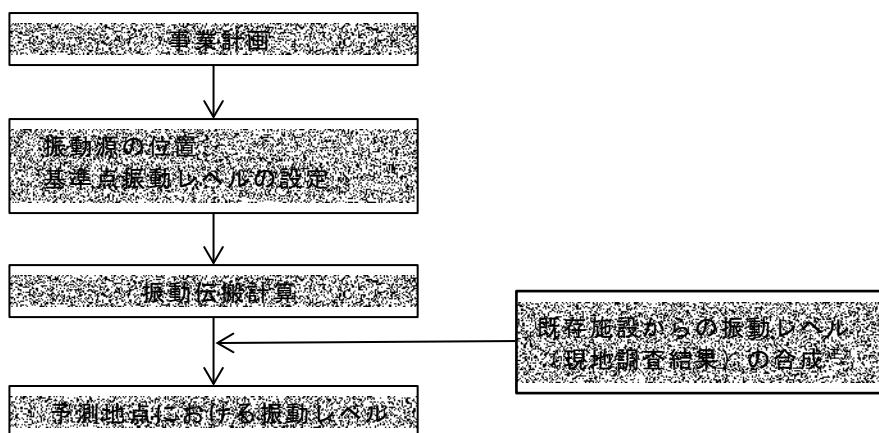 事業計画
振動源の位置
基準点振動レベルの設定
振動伝搬計算
既存施設からの振動レベル
（現地調査結果）の合成
予測地点における振動レベル